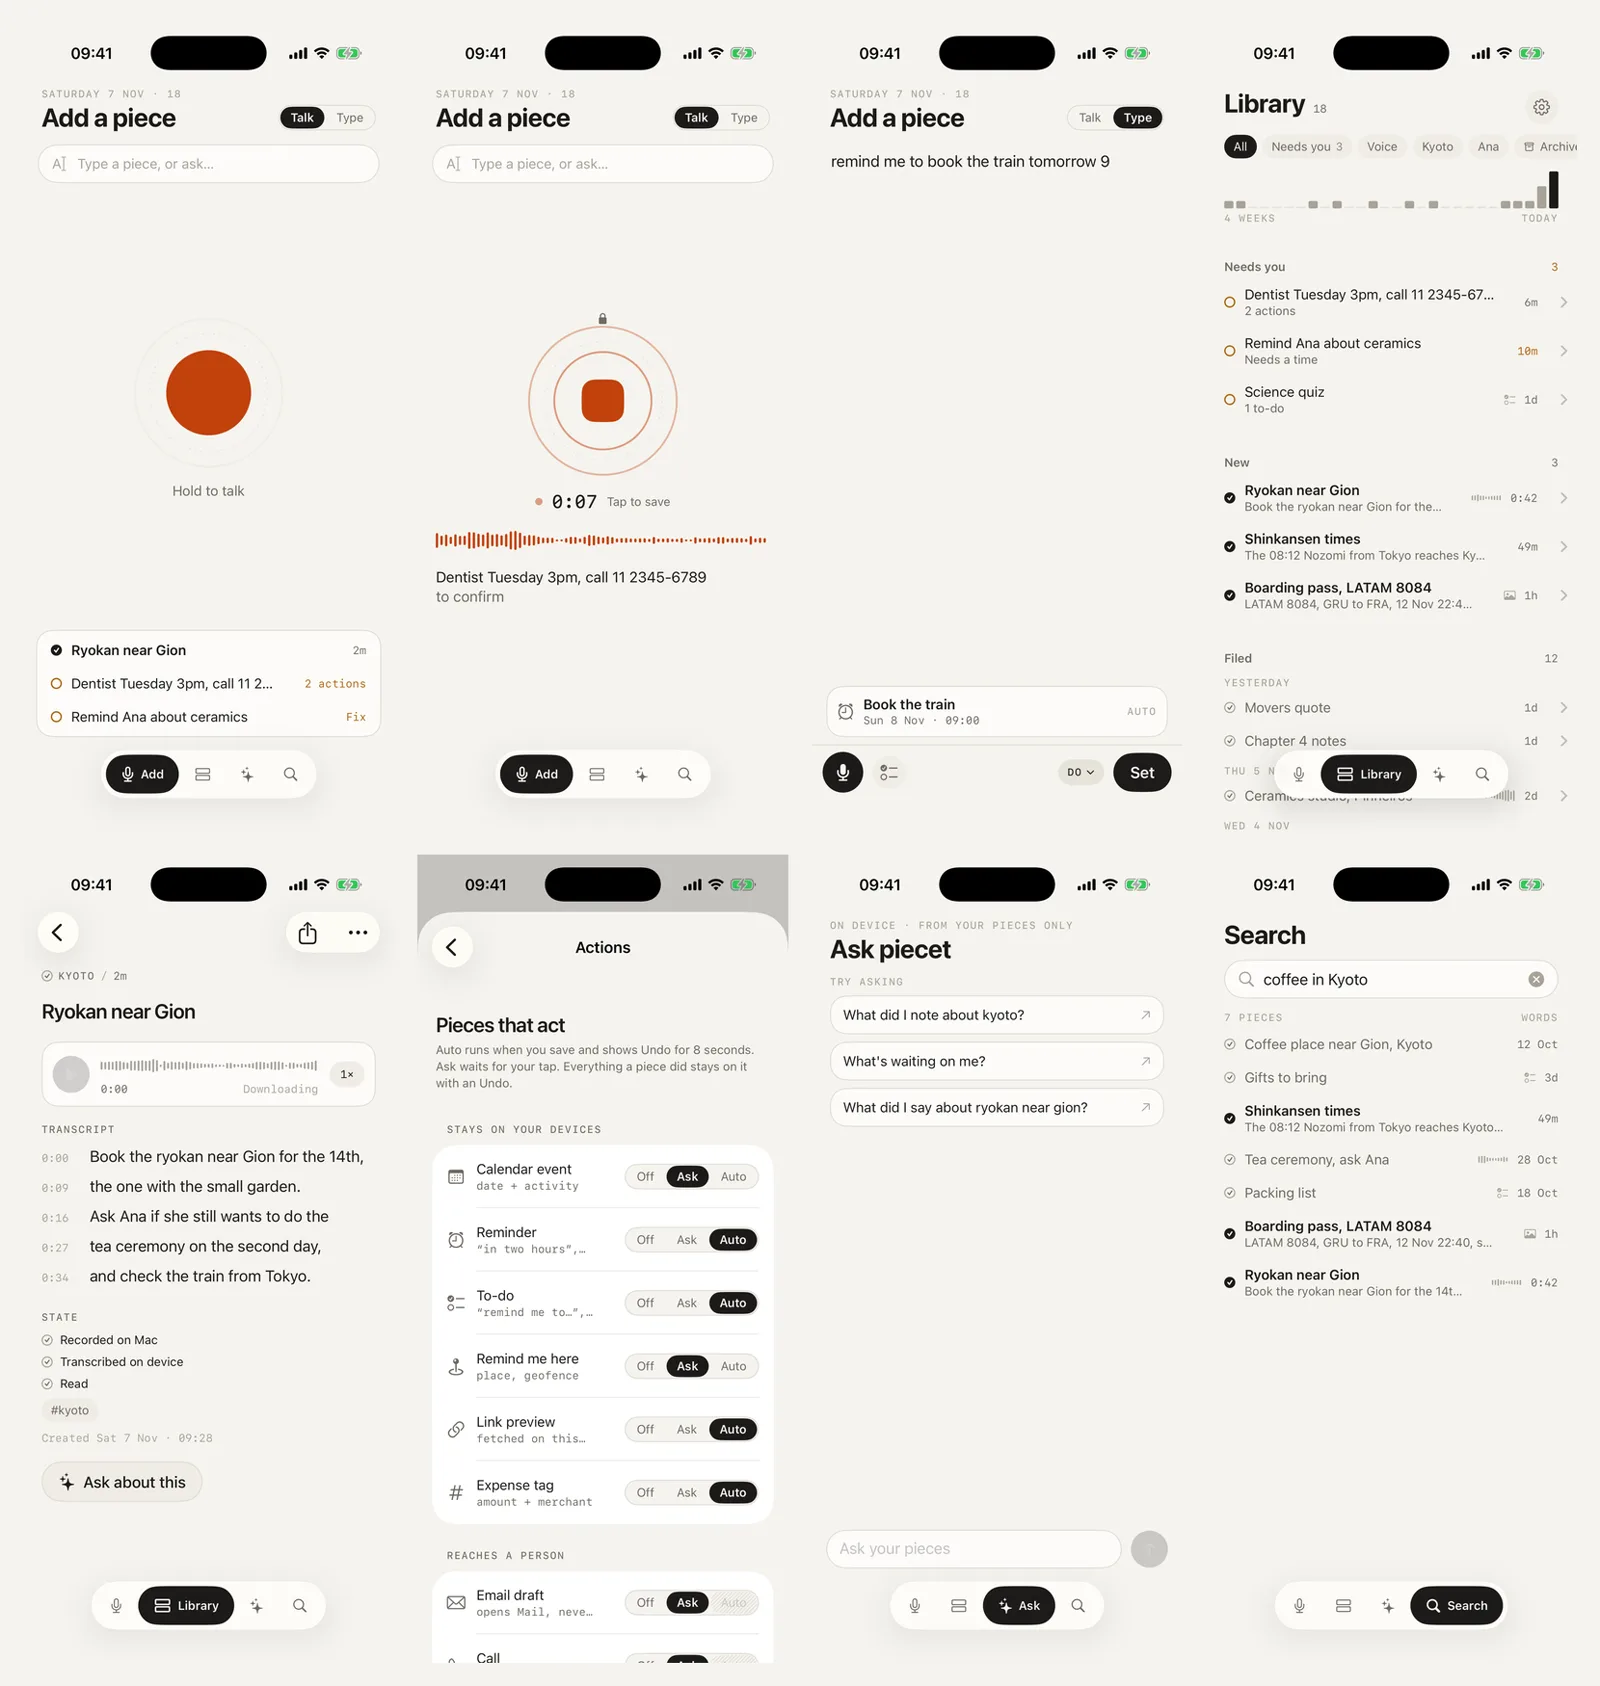 09:41
SATURDAY 7 NOV · 18
Add a piece
Talk
Type
Type a piece, or ask...
Hold to talk
Ryokan near Gion
2m
Dentist Tuesday 3pm, call 11 2...
2 actions
Remind Ana about ceramics
Fix
Add
09:41
SATURDAY 7 NOV · 18
Add a piece
Talk
Type
Type a piece, or ask...
0:07
Tap to save
Dentist Tuesday 3pm, call 11 2345-6789
to confirm
Add
09:41
SATURDAY 7 NOV · 18
Add a piece
Talk
Type
remind me to book the train tomorrow 9
Book the train
Sun 8 Nov · 09:00
AUTO
DO
Set
09:41
Library 18
All
Needs you 3
Voice
Kyoto
Ana
Archive
4 WEEKS
TODAY
Needs you
3
Dentist Tuesday 3pm, call 11 2345-67...
6m
2 actions
Remind Ana about ceramics
10m
Needs a time
Science quiz
1d
1 to-do
New
3
Ryokan near Gion
0:42
Book the ryokan near Gion for the...
Shinkansen times
49m
The 08:12 Nozomi from Tokyo reaches Ky...
Boarding pass, LATAM 8084
1h
LATAM 8084, GRU to FRA, 12 Nov 22:4...
Filed
12
YESTERDAY
Movers quote
1d
Chapter 4 notes
1d
THU 5 N
Library
Ceramics studio, Pinheiros
2d
WED 4 NOV
09:41
KYOTO / 2m
Ryokan near Gion
0:00
Downloading
1×
TRANSCRIPT
0:00 Book the ryokan near Gion for the 14th,
0:09 the one with the small garden.
0:16 Ask Ana if she still wants to do the
0:27 tea ceremony on the second day,
0:34 and check the train from Tokyo.
STATE
Recorded on Mac
Transcribed on device
Read
#kyoto
Created Sat 7 Nov · 09:28
Ask about this
Library
09:41
Actions
Pieces that act
Auto runs when you save and shows Undo for 8 seconds.
Ask waits for your tap. Everything a piece did stays on it
with an Undo.
STAYS ON YOUR DEVICES
Calendar event
date + activity
Off
Ask
Auto
Reminder
"in two hours",...
Off
Ask
Auto
To-do
"remind me to…",...
Off
Ask
Auto
Remind me here
place, geofence
Off
Ask
Auto
Link preview
fetched on this...
Off
Ask
Auto
Expense tag
amount + merchant
Off
Ask
Auto
REACHES A PERSON
Email draft
opens Mail, neve...
Off
Ask
Auto
Call
Off
Ask
09:41
ON DEVICE · FROM YOUR PIECES ONLY
Ask piecet
TRY ASKING
What did I note about kyoto?
What's waiting on me?
What did I say about ryokan near gion?
Ask your pieces
Ask
09:41
Search
coffee in Kyoto
7 PIECES
WORDS
Coffee place near Gion, Kyoto
12 Oct
Gifts to bring
3d
Shinkansen times
49m
The 08:12 Nozomi from Tokyo reaches Kyoto...
Tea ceremony, ask Ana
28 Oct
Packing list
18 Oct
Boarding pass, LATAM 8084
1h
LATAM 8084, GRU to FRA, 12 Nov 22:40, s...
Ryokan near Gion
0:42
Book the ryokan near Gion for the 14t...
Search